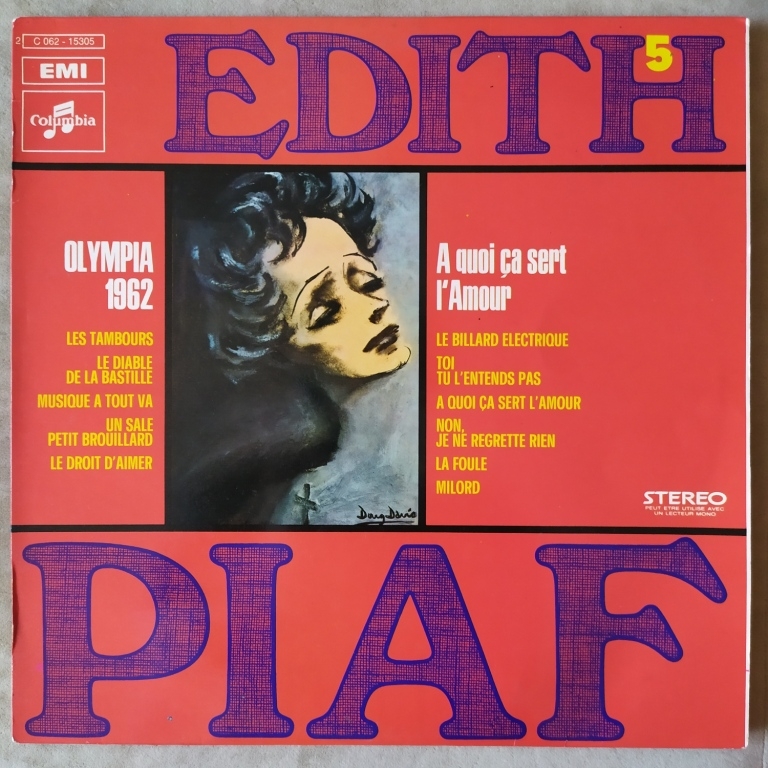 2 C 062 - 15305
EMI
Columbia
EDITH
5
OLYMPIA
1962
LES TAMBOURS
LE DIABLE
DE LA BASTILLE
MUSIQUE A TOUT VA
UN SALE
PETIT BROUILLARD
LE DROIT D'AIMER
A quoi ça sert
l'Amour
LE BILLARD ELECTRIQUE
TOI
TU L'ENTENDS PAS
A QUOI ÇA SERT L'AMOUR
NON,
JE NE REGRETTE RIEN
LA FOULE
MILORD
Doug Davis
STEREO
PEUT ETRE UTILISE AVEC
UN LECTEUR MONO
PIAF